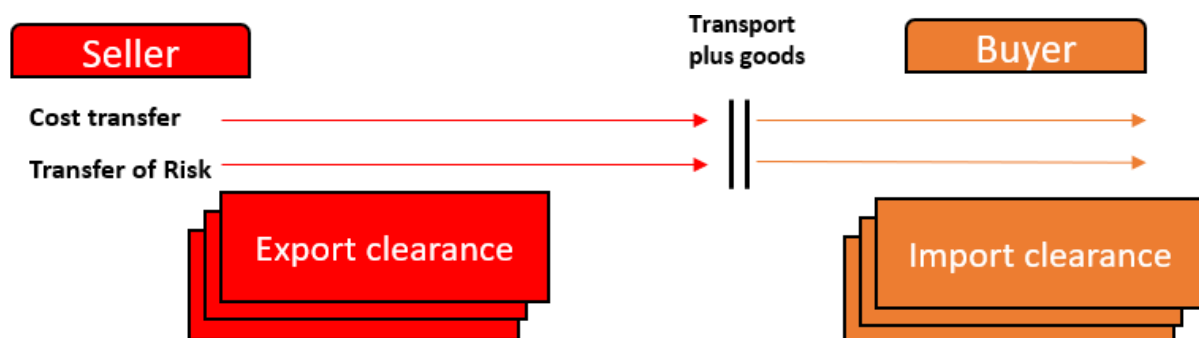 Seller
Transport
plus goods
Buyer
Cost transfer
Transfer of Risk
Export clearance
Import clearance